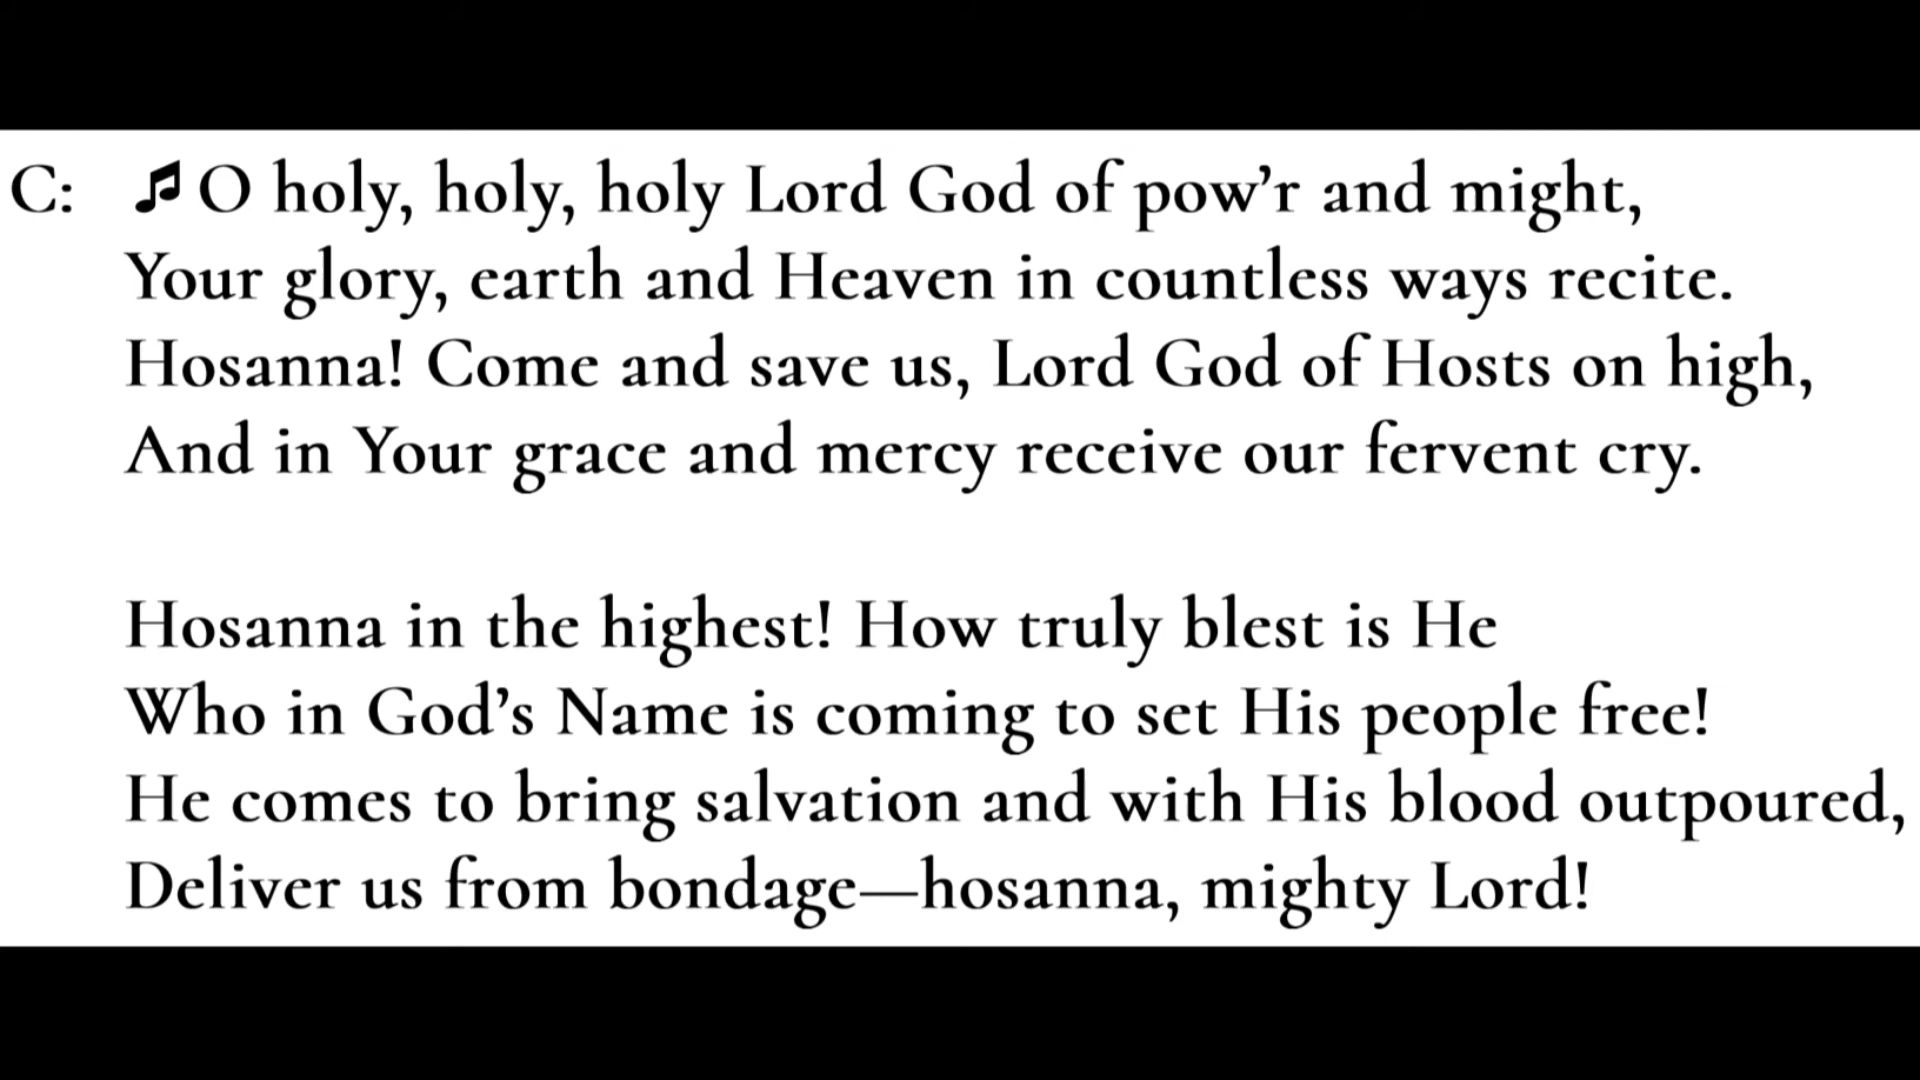 C: ♫ O holy, holy, holy Lord God of pow’r and might,
Your glory, earth and Heaven in countless ways recite.
Hosanna! Come and save us, Lord God of Hosts on high,
And in Your grace and mercy receive our fervent cry.
Hosanna in the highest! How truly blest is He
Who in God’s Name is coming to set His people free!
He comes to bring salvation and with His blood outpoured,
Deliver us from bondage—hosanna, mighty Lord!